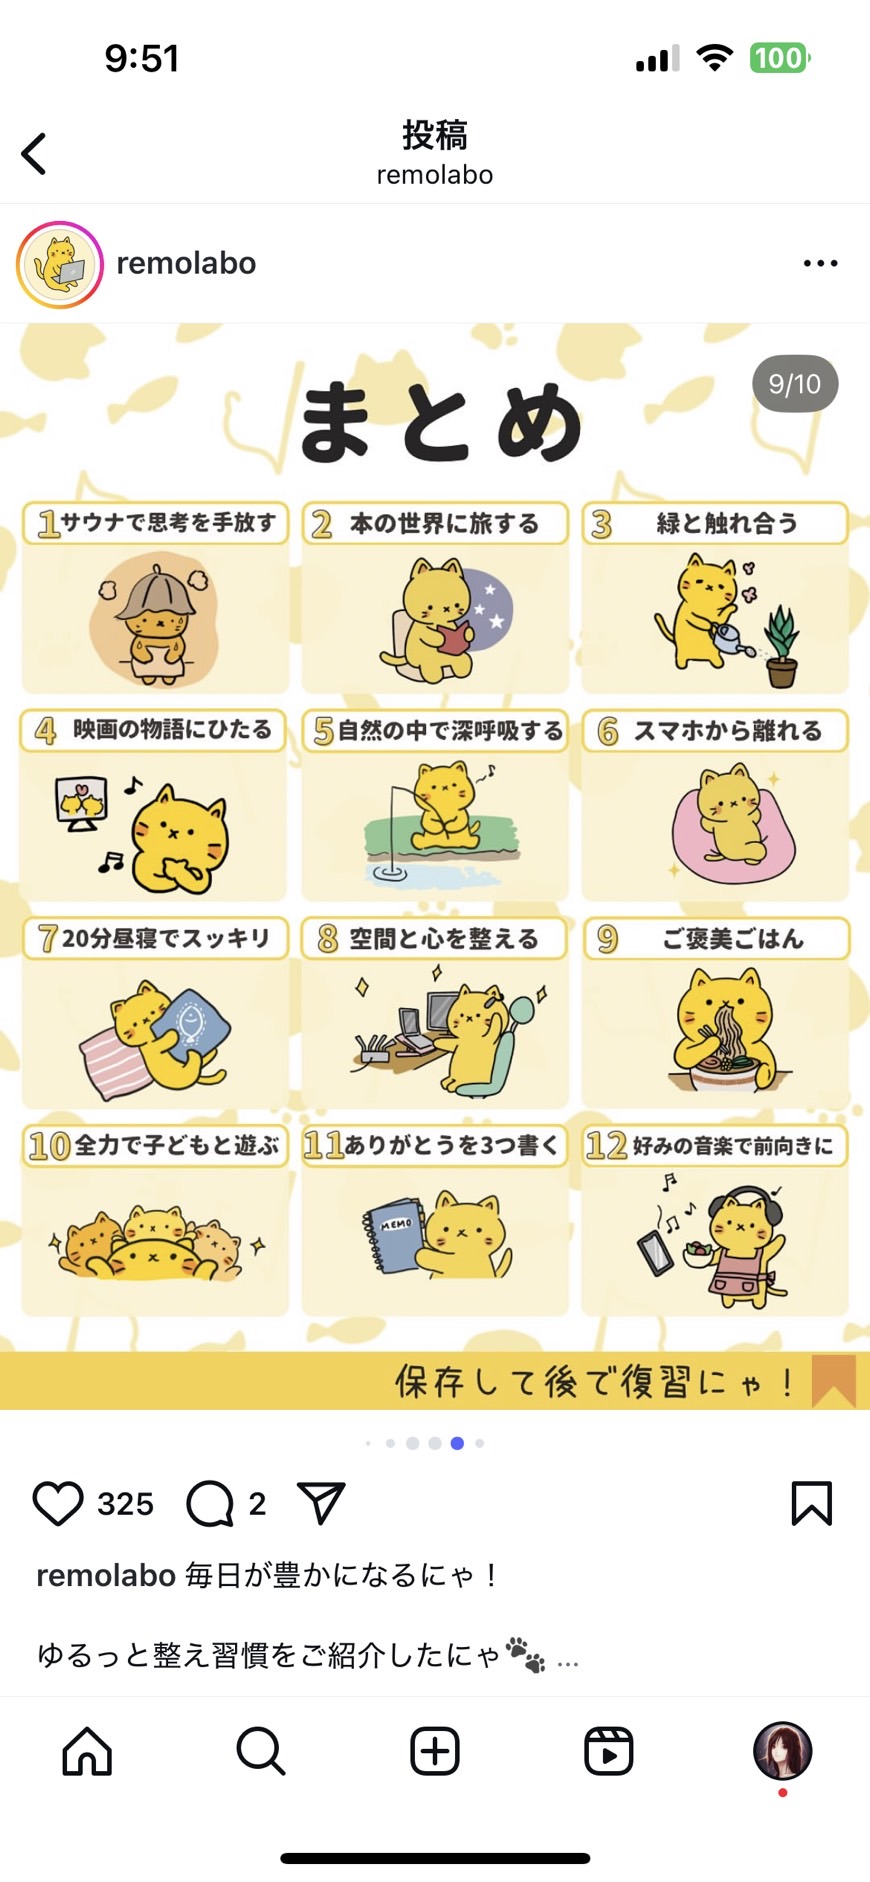 9:51
100
投稿
remolabo
remolabo
まとめ
9/10
1 サウナで思考を手放す
2 本の世界に旅する
3 緑と触れ合う
4 映画の物語にひたる
5 自然の中で深呼吸する
6 スマホから離れる
7 20分昼寝でスッキリ
8 空間と心を整える
9 ご褒美ごはん
10 全力で子どもと遊ぶ
11 ありがとうを3つ書く
MEMO
12 好みの音楽で前向きに
保存して後で復習にゃ！
325
2
remolabo 毎日が豊かになるにゃ！
ゆるっと整え習慣をご紹介したにゃ🐾 ...